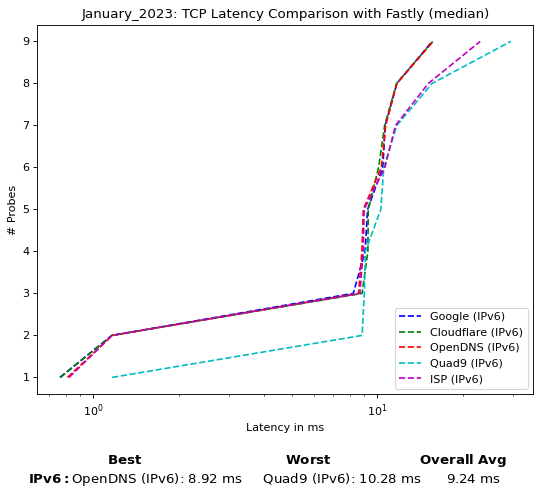 January_2023: TCP Latency Comparison with Fastly (median)
9
8
7
6
5
4
3
2
1
# Probes
Google (IPv6)
Cloudflare (IPv6)
OpenDNS (IPv6)
Quad9 (IPv6)
ISP (IPv6)
10⁰ 10¹
Latency in ms
Best Worst Overall Avg
IPv6: OpenDNS (IPv6): 8.92 ms Quad9 (IPv6): 10.28 ms 9.24 ms